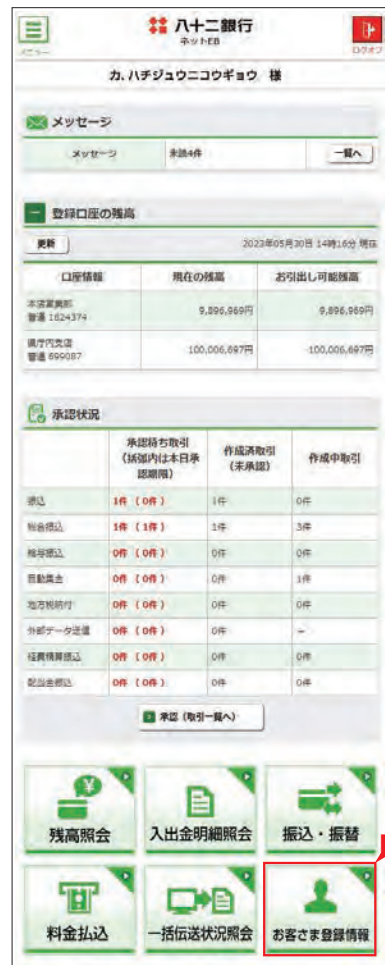 メニュー
八十二銀行
ネットEB
ログオフ
カ.ハチジュウニコウギョウ 様
メッセージ
メッセージ 未読4件 一覧へ
登録口座の残高
更新 2022年05月30日 14時16分 現在
口座情報 現在の残高 お引出し可能残高
本店営業部
普通 1624374 9,896,969円 9,896,969円
県庁内支店
普通 699087 100,006,697円 100,006,697円
承認状況
承認待ち取引
(括弧内は本日承
認期限) 作成済取引
(未承認) 作成中取引
振込 1件 (0件) 1件 0件
総合振込 1件 (1件) 1件 3件
給与振込 0件 (0件) 0件 0件
自動集金 0件 (0件) 0件 1件
地方税納付 0件 (0件) 0件 0件
外部データ送信 0件 (0件) 0件 -
経費精算振込 0件 (0件) 0件 0件
配当金振込 0件 (0件) 0件 0件
承認(取引一覧へ)
残高照会 入出金明細照会 振込・振替
料金払込 一括伝送状況照会 お客さま登録情報